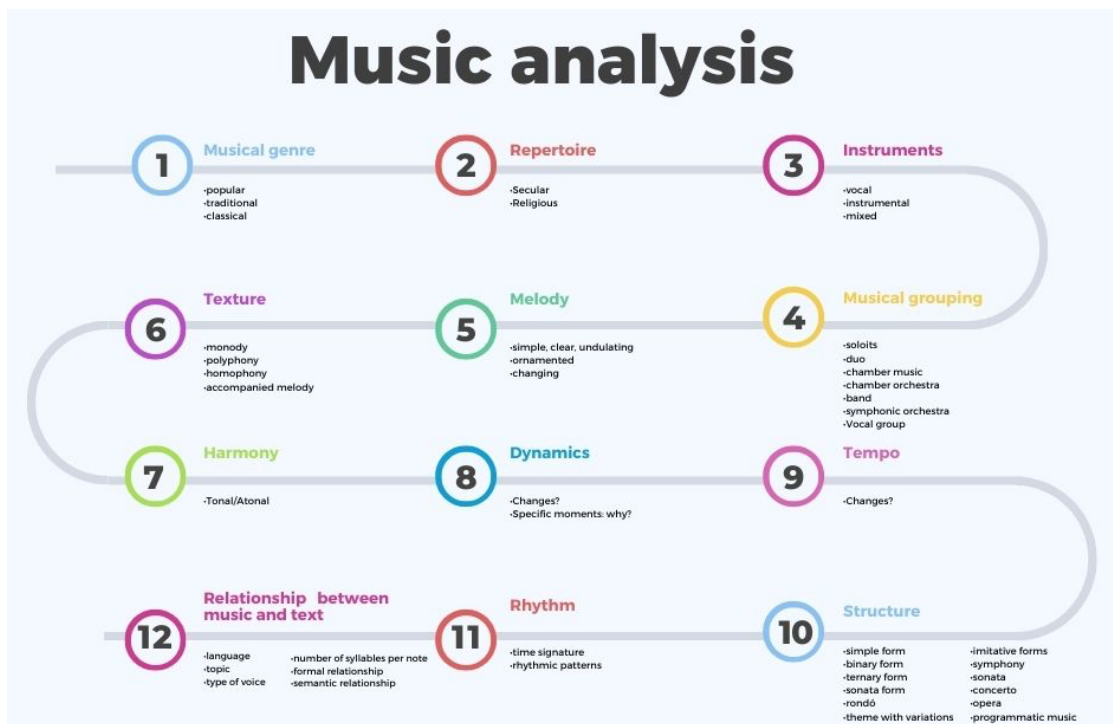 Music analysis
1
Musical genre
•popular
•traditional
•classical
2
Repertoire
•Secular
•Religious
3
Instruments
•vocal
•instrumental
•mixed
4
Musical grouping
•soloits
•duo
•chamber music
•chamber orchestra
•band
•symphonic orchestra
•Vocal group
5
Melody
•simple, clear, undulating
•ornamented
•changing
6
Texture
•monody
•polyphony
•homophony
•accompanied melody
7
Harmony
•Tonal/Atonal
8
Dynamics
•Changes?
•Specific moments: why?
9
Tempo
•Changes?
10
Structure
•simple form
•binary form
•ternary form
•sonata form
•rondó
•theme with variations
•imitative forms
•symphony
•sonata
•concerto
•opera
•programmatic music
11
Rhythm
•time signature
•rhythmic patterns
12
Relationship between
music and text
•language
•topic
•type of voice
•number of syllables per note
•formal relationship
•semantic relationship